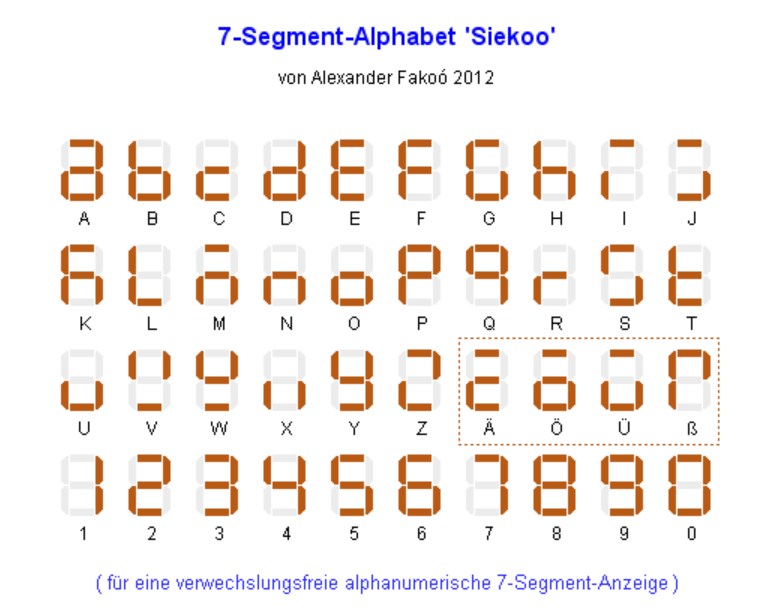 7-Segment-Alphabet 'Siekoo'
von Alexander Fakoó 2012
A B C D E F G H I J
K L M N O P Q R S T
U V W X Y Z Ä Ö Ü ß
1 2 3 4 5 6 7 8 9 0
( für eine verwechslungsfreie alphanumerische 7-Segment-Anzeige )